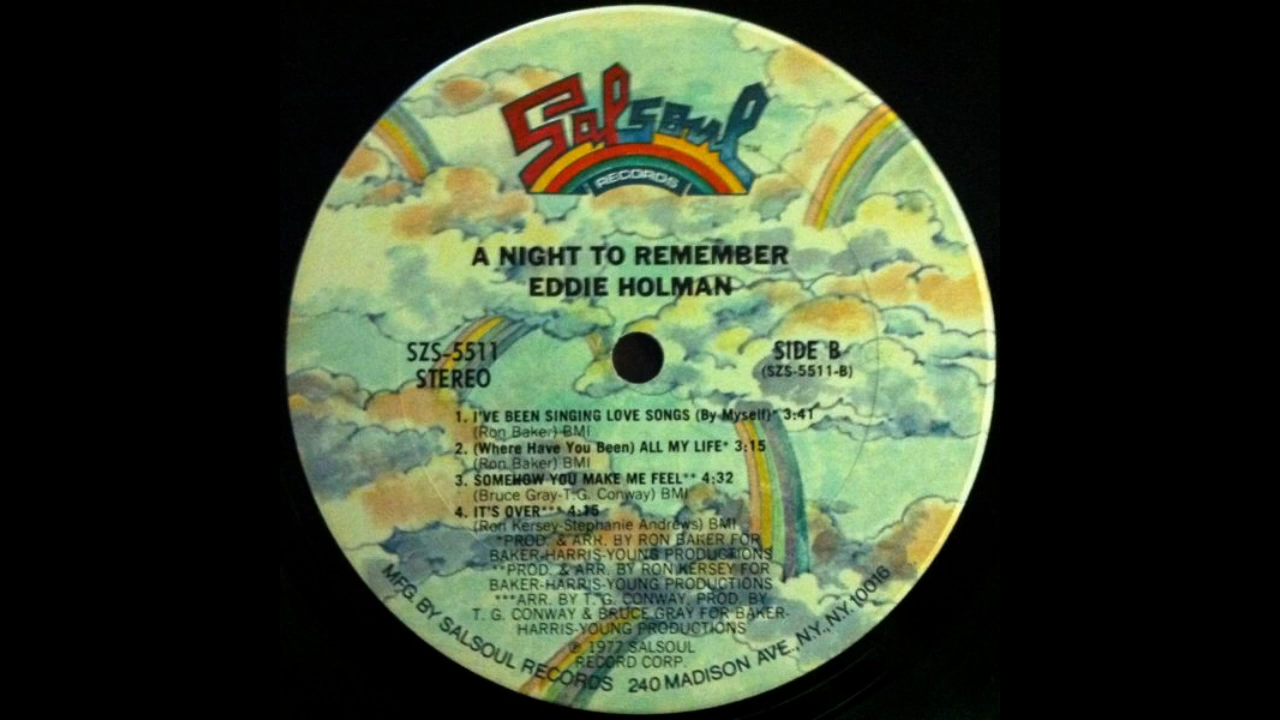 Salsoul TM
RECORDS
A NIGHT TO REMEMBER
EDDIE HOLMAN
SZS-5511
STEREO
SIDE B
(SZS-5511-B)
1. I'VE BEEN SINGING LOVE SONGS (By Myself)* 3:41
(Ron Baker) BMI
2. (Where Have You Been) ALL MY LIFE* 3:15
(Ron Baker) BMI
3. SOMEHOW YOU MAKE ME FEEL** 4:32
(Bruce Gray-T.G. Conway) BMI
4. IT'S OVER*** 4:15
(Ron Kersey-Stephanie Andrews) BMI
*PROD. & ARR. BY RON BAKER FOR
BAKER-HARRIS-YOUNG PRODUCTIONS
**PROD. & ARR. BY RON KERSEY FOR
BAKER-HARRIS-YOUNG PRODUCTIONS
***ARR. BY T. G. CONWAY, PROD. BY
T. G. CONWAY & BRUCE GRAY FOR BAKER-
HARRIS-YOUNG PRODUCTIONS
℗ 1977 SALSOUL
RECORD CORP.
MFG. BY SALSOUL RECORDS 240 MADISON AVE., N.Y., N.Y. 10016